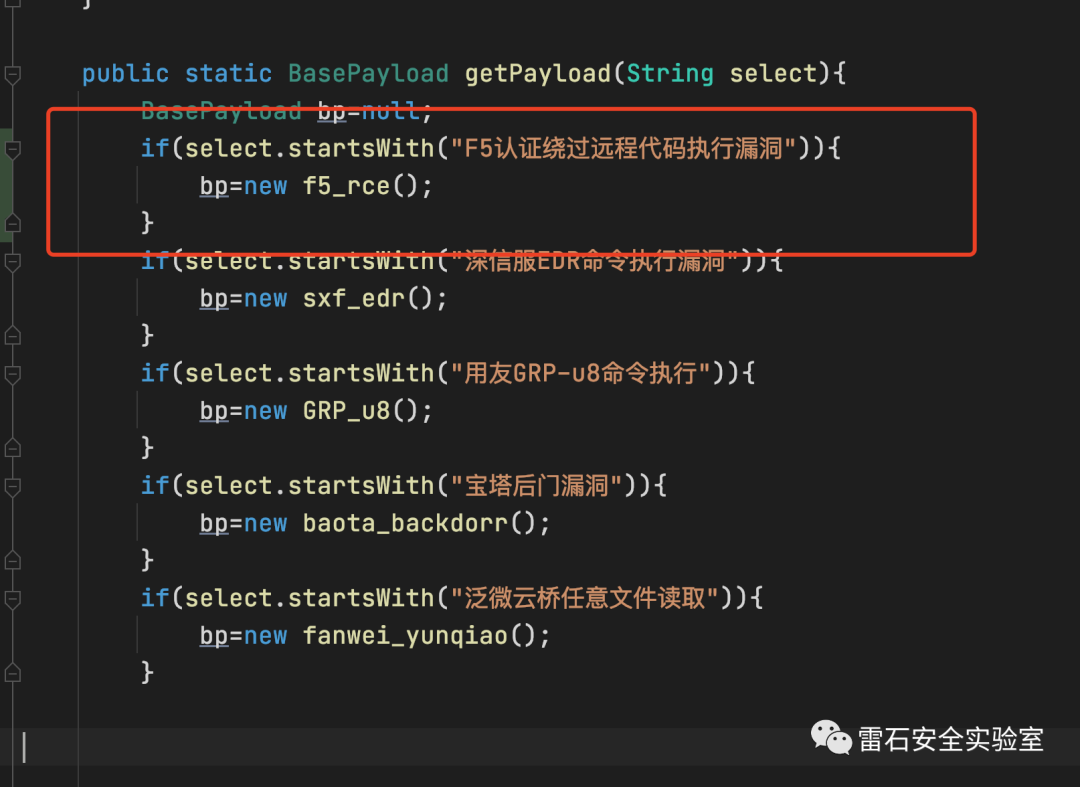 }
public static BasePayload getPayload(String select){
BasePayload bp=null;
if(select.startsWith("F5认证绕过远程代码执行漏洞")){
bp=new f5_rce();
}
if(select.startsWith("深信服EDR命令执行漏洞")){
bp=new sxf_edr();
}
if(select.startsWith("用友GRP-u8命令执行")){
bp=new GRP_u8();
}
if(select.startsWith("宝塔后门漏洞")){
bp=new baota_backdorr();
}
if(select.startsWith("泛微云桥任意文件读取")){
bp=new fanwei_yunqiao();
}
雷石安全实验室